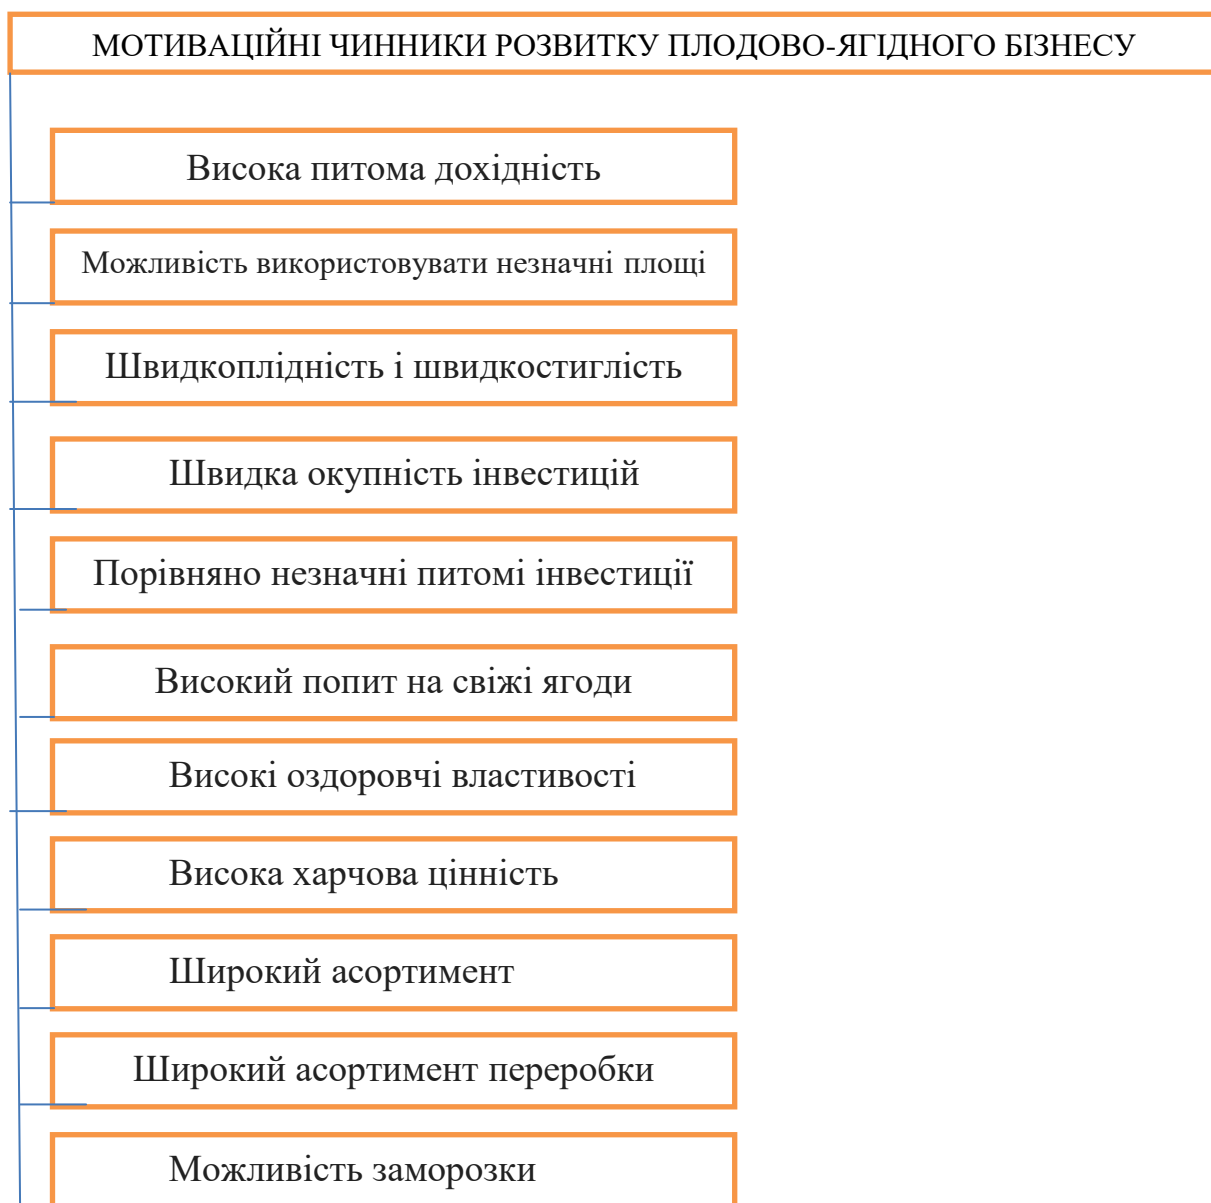 МОТИВАЦІЙНІ ЧИННИКИ РОЗВИТКУ ПЛОДОВО-ЯГІДНОГО БІЗНЕСУ
Висока питома дохідність
Можливість використовувати незначні площі
Швидкоплідність і швидкостиглість
Швидка окупність інвестицій
Порівняно незначні питомі інвестиції
Високий попит на свіжі ягоди
Високі оздоровчі властивості
Висока харчова цінність
Широкий асортимент
Широкий асортимент переробки
Можливість заморозки